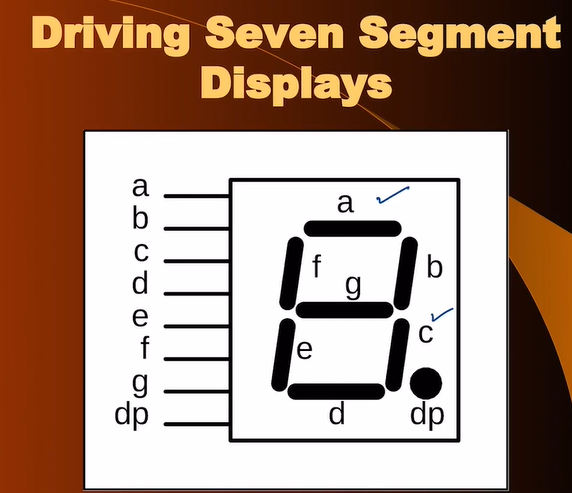 Driving Seven Segment
Displays
a
b
c
d
e
f
g
dp
a
f
b
g
c
e
d
dp